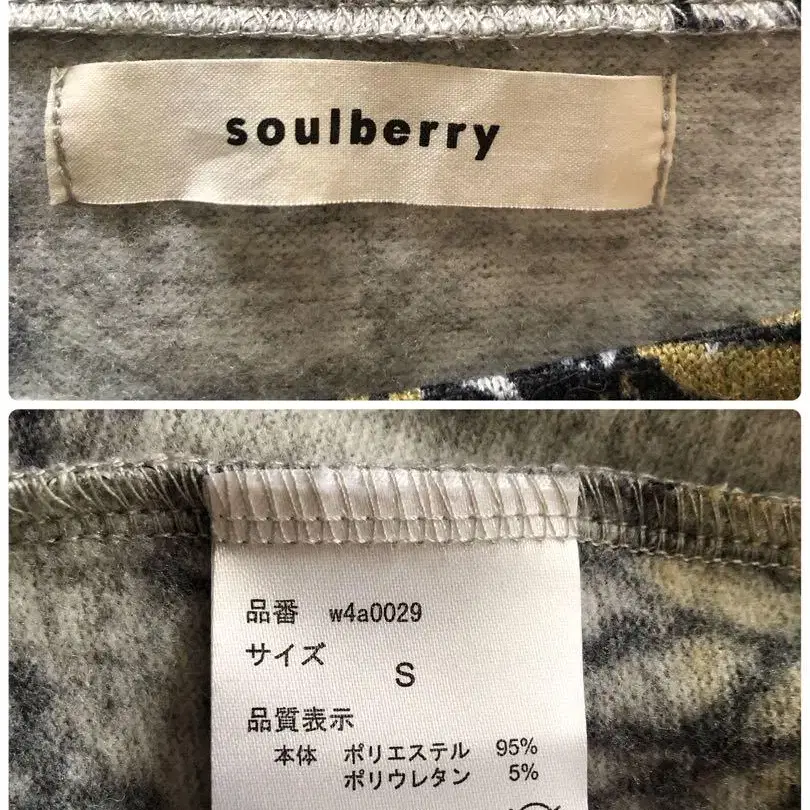 soulberry
品番 w4a0029
サイズ
S
品質表示
本体 ポリエステル 95%
ポリウレタン 5%